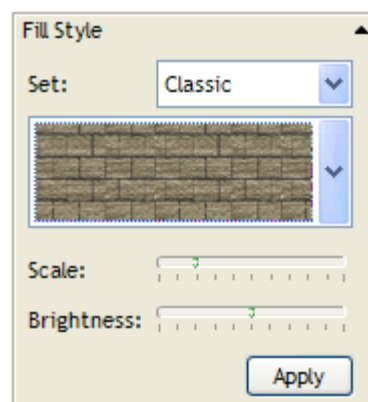 Fill Style
Set: Classic
Scale:
Brightness:
Apply